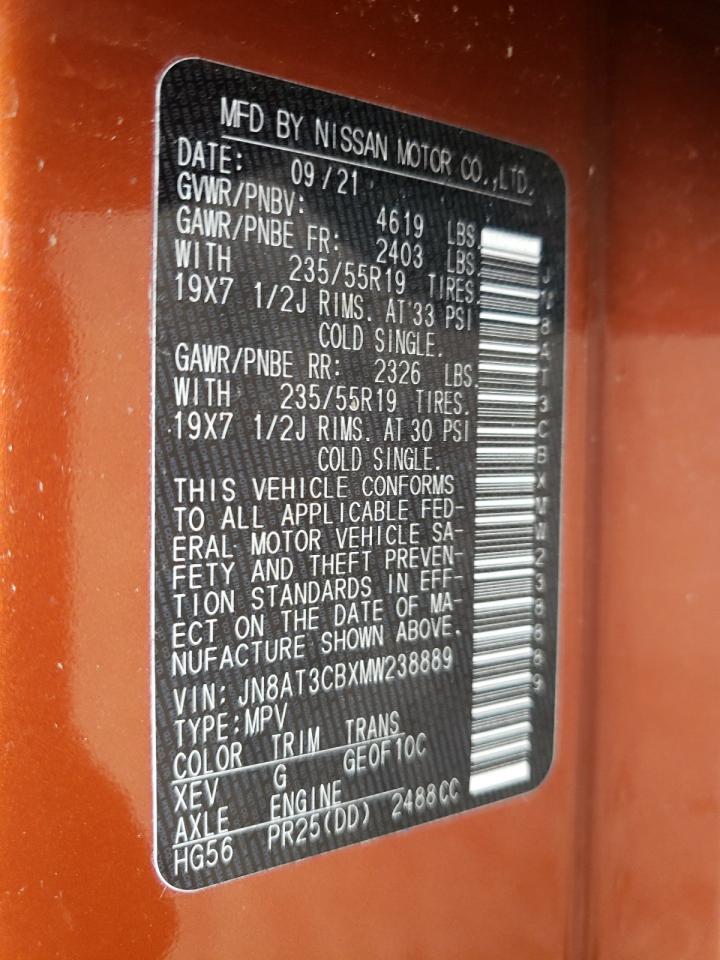 MFD BY NISSAN MOTOR CO.,LTD.
DATE: 09/21
GVWR/PNBV: 4619 LBS.
GAWR/PNBE FR: 2403 LBS.
WITH 235/55R19 TIRES.
19X7 1/2J RIMS. AT 33 PSI
COLD SINGLE.
GAWR/PNBE RR: 2326 LBS.
WITH 235/55R19 TIRES.
19X7 1/2J RIMS. AT 30 PSI
COLD SINGLE.
THIS VEHICLE CONFORMS
TO ALL APPLICABLE FED-
ERAL MOTOR VEHICLE SA-
FETY AND THEFT PREVEN-
TION STANDARDS IN EFF-
ECT ON THE DATE OF MA-
NUFACTURE SHOWN ABOVE.
VIN: JN8AT3CBXMW238889
TYPE:MPV
COLOR TRIM TRANS
XEV G GE0F10C
AXLE ENGINE
HG56 PR25(DD) 2488CC
JN8AT3CBXMW238889